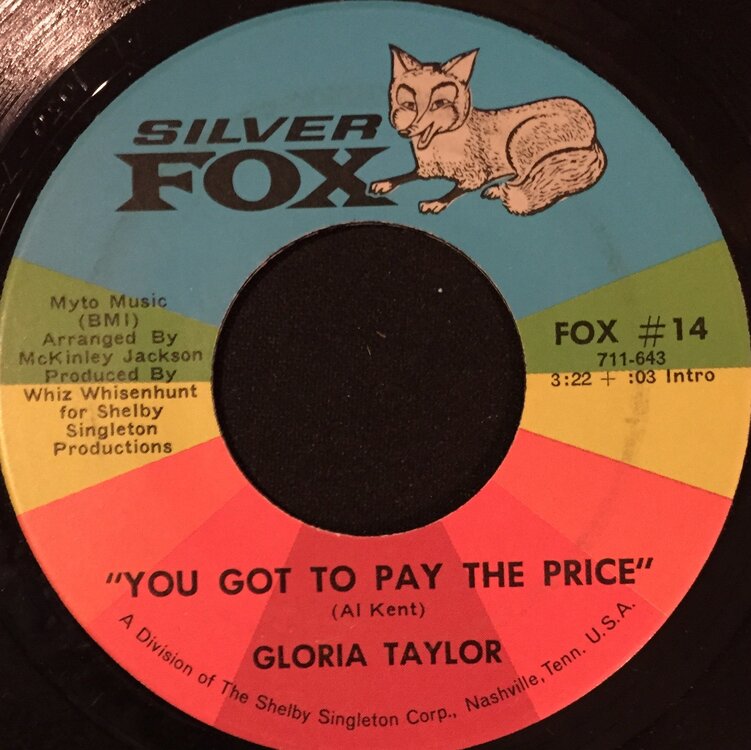 SILVER
FOX
Myto Music
(BMI)
Arranged By
McKinley Jackson
Produced By
Whiz Whisenhunt
for Shelby
Singleton
Productions
FOX #14
711-643
3:22 + :03 Intro
"YOU GOT TO PAY THE PRICE"
(Al Kent)
GLORIA TAYLOR
A Division of The Shelby Singleton Corp., Nashville, Tenn. U.S.A.